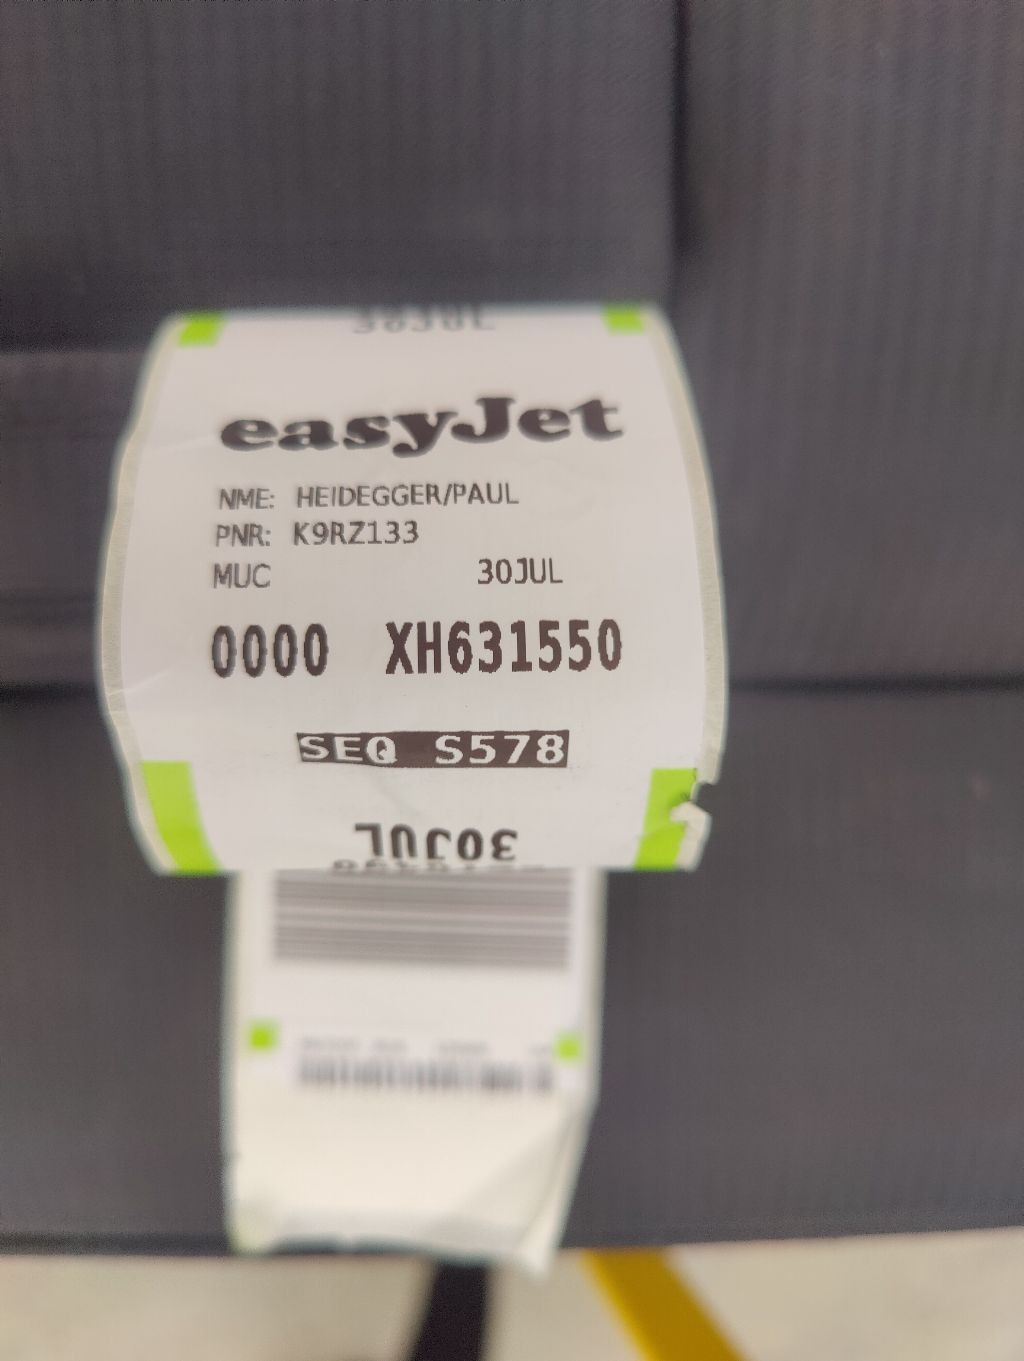 30JUL
easyJet
NME: HEIDEGGER/PAUL
PNR: K9RZ133
MUC 30JUL
0000 XH631550
SEQ S578
30JUL